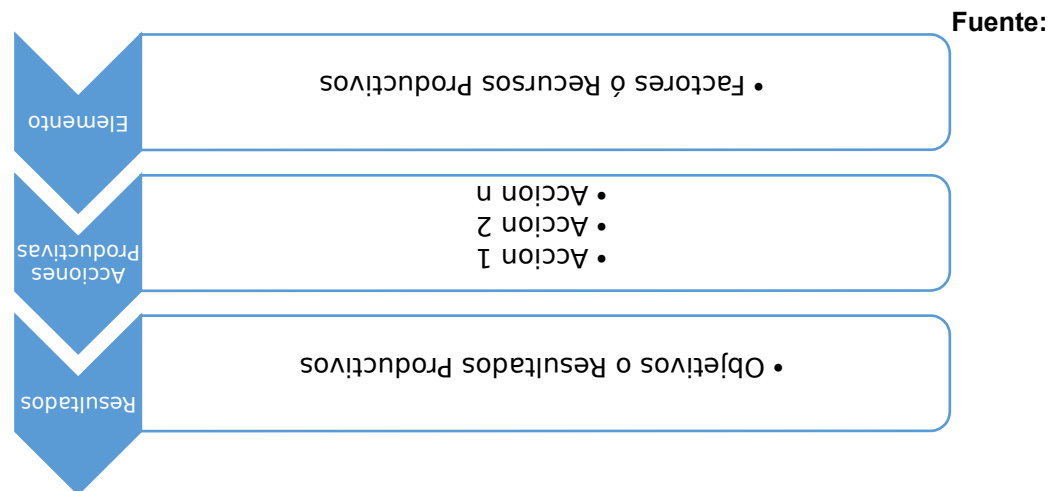 Fuente:
Elemento
• Factores ó Recursos Productivos
Acciones
Productivas
• Accion 1
• Accion 2
• Accion n
Resultados
• Objetivos o Resultados Productivos